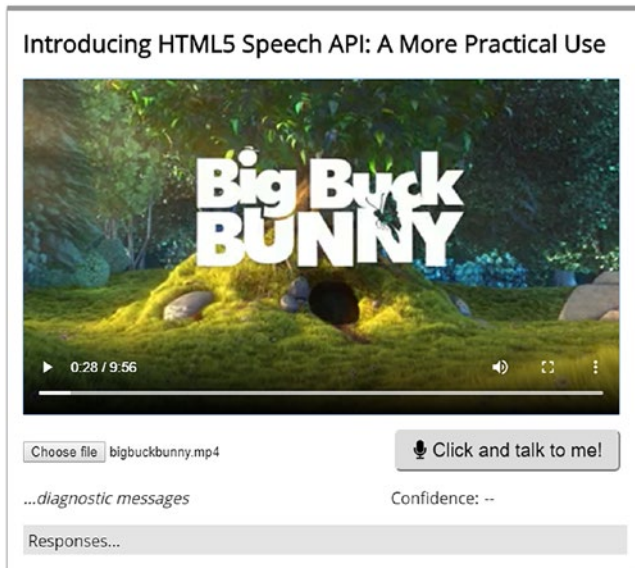 Introducing HTML5 Speech API: A More Practical Use
Big Buck
BUNNY
0:28 / 9:56
Choose file bigbuckbunny.mp4
Click and talk to me!
...diagnostic messages
Confidence: --
Responses...